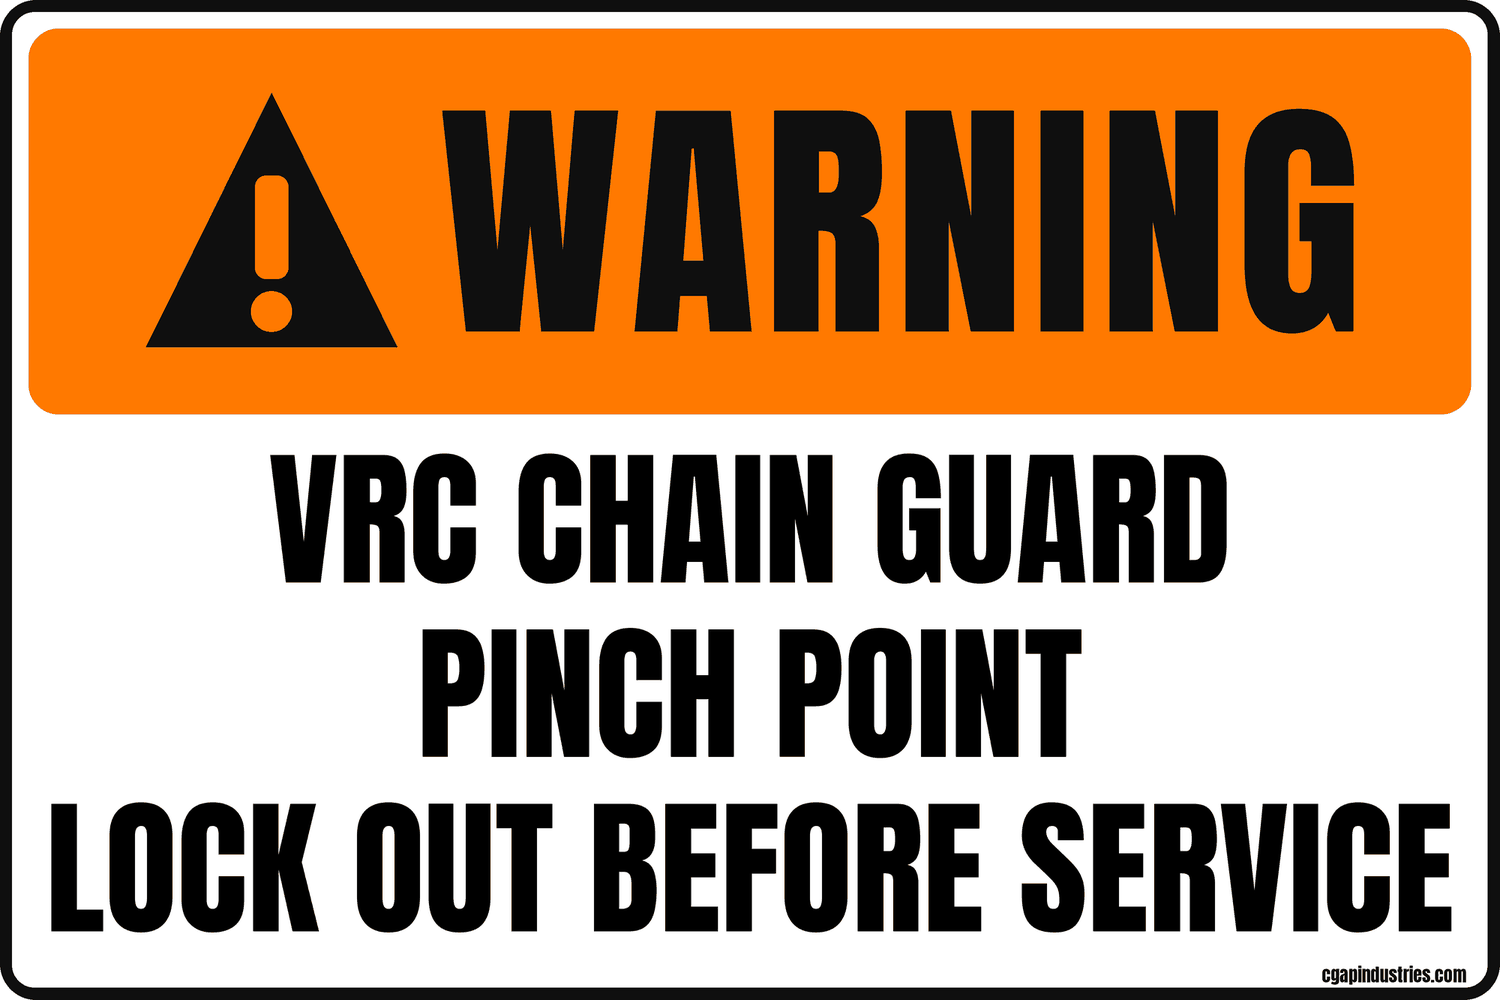 WARNING
VRC CHAIN GUARD
PINCH POINT
LOCK OUT BEFORE SERVICE
cgapindustries.com